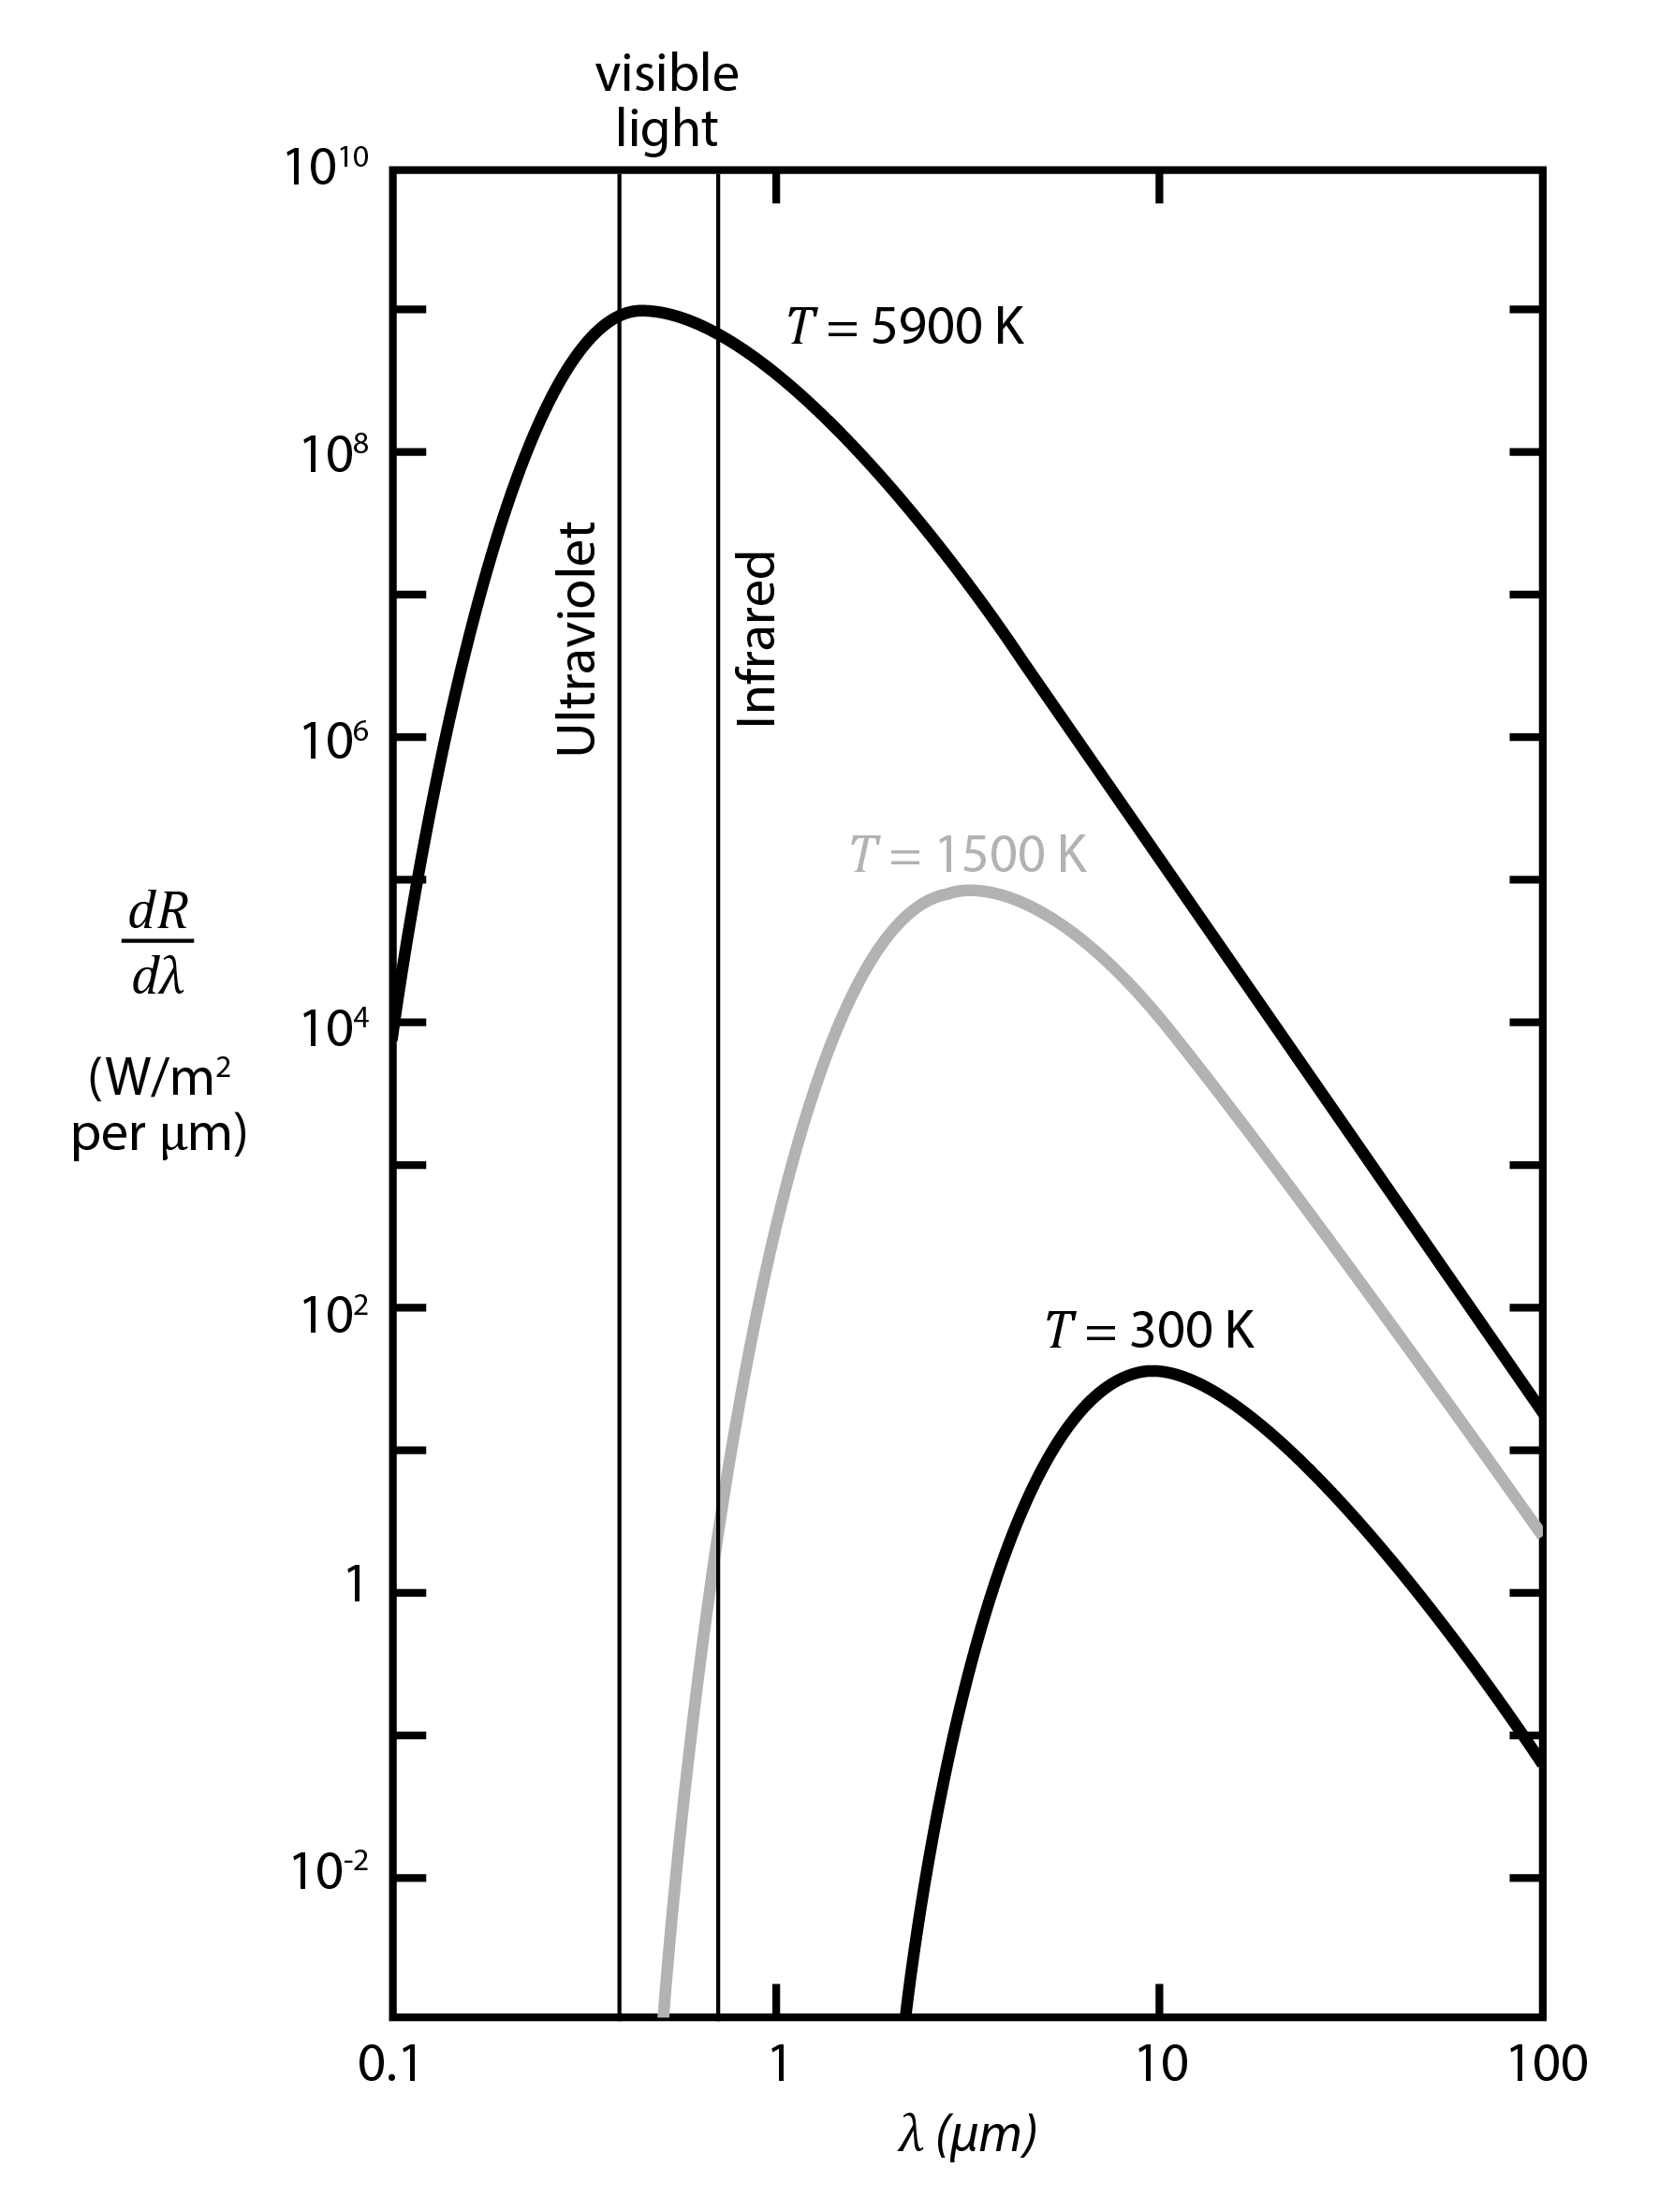 visible
light
10¹⁰
T = 5900 K
10⁸
Ultraviolet
Infrared
10⁶
T = 1500 K
dR
dλ
10⁴
(W/m²
per μm)
10²
T = 300 K
1
10⁻²
0.1
1
10
100
λ (μm)